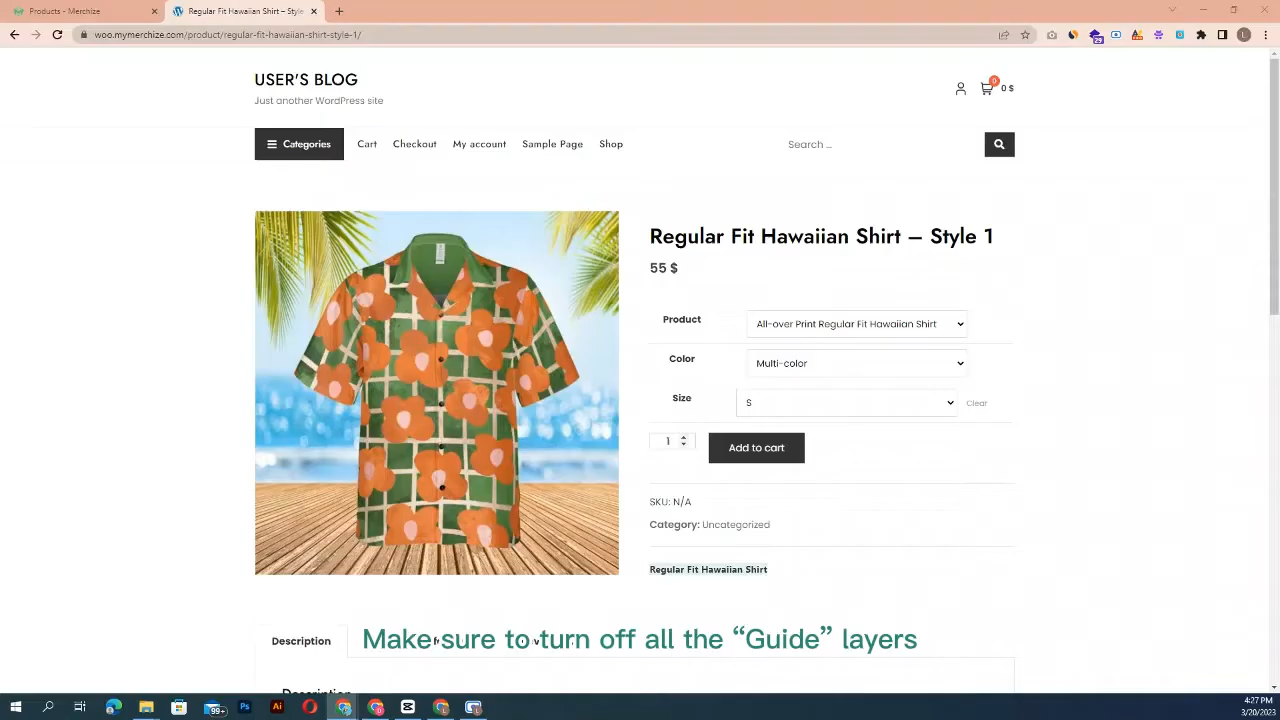 Products - Merchize
Regular Fit Hawaiian Shirt – Style
woo.mymerchize.com/product/regular-fit-hawaiian-shirt-style-1/
USER'S BLOG
Just another WordPress site
0
0 $
Categories
Cart
Checkout
My account
Sample Page
Shop
Search ...
Regular Fit Hawaiian Shirt – Style 1
55 $
Product
All-over Print Regular Fit Hawaiian Shirt
Color
Multi-color
Size
S
Clear
1
Add to cart
SKU: N/A
Category: Uncategorized
Regular Fit Hawaiian Shirt
Description
Make sure to turn off all the “Guide” layers
Description
99+
4:27 PM
3/20/2023